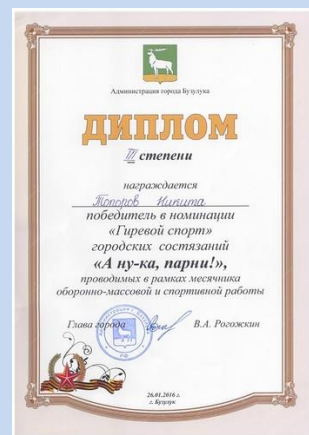 Администрация города Бузулука
ДИПЛОМ
III степени
награждается
Топоров Никита
победитель в номинации
«Гиревой спорт»
городских состязаний
«А ну-ка, парни!»,
проводимых в рамках месячника
оборонно-массовой и спортивной работы
Глава города В.А. Рогожкин
26.01.2016 г.
г. Бузулук